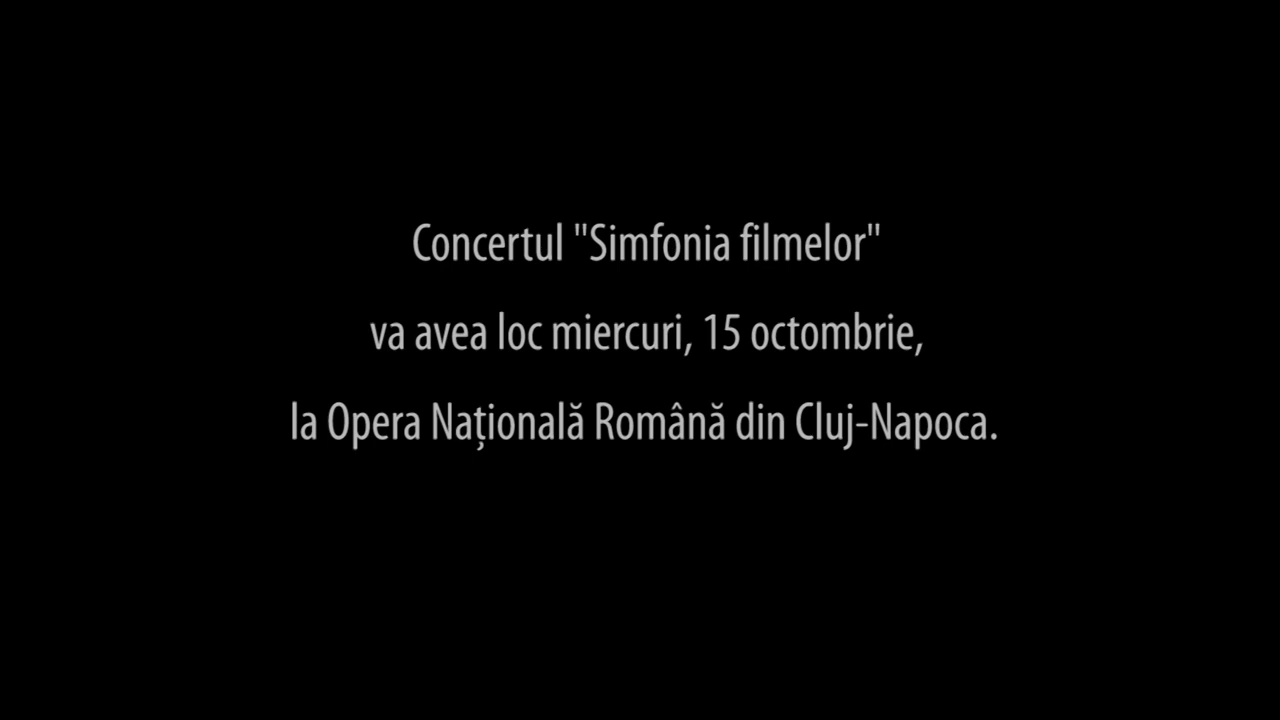 Concertul "Simfonia filmelor"
va avea loc miercuri, 15 octombrie,
la Opera Națională Română din Cluj-Napoca.